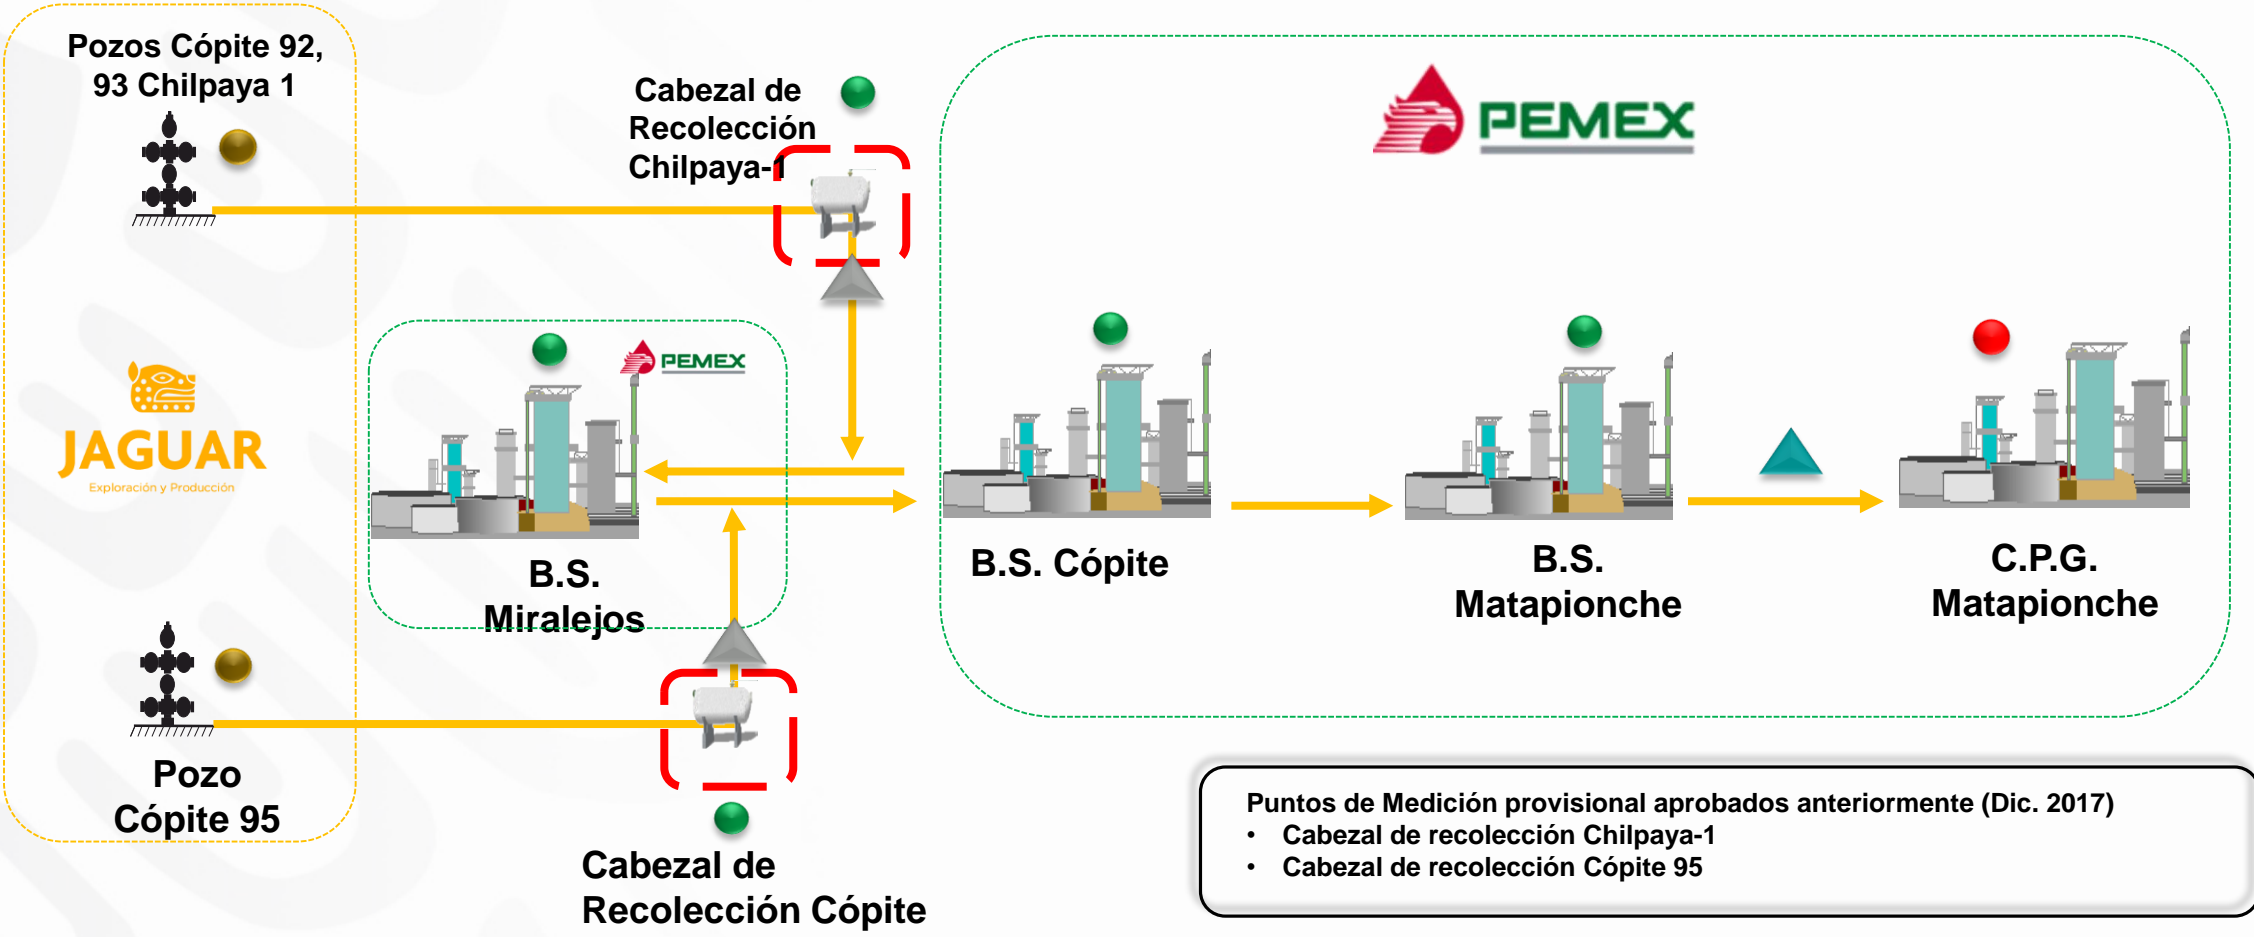 Pozos Cópite 92,
93 Chilpaya 1
Cabezal de
Recolección
Chilpaya-1
PEMEX
PEMEX
JAGUAR
Exploración y Producción
B.S.
Miralejos
B.S. Cópite
B.S.
Matapionche
C.P.G.
Matapionche
Pozo
Cópite 95
Cabezal de
Recolección Cópite
Puntos de Medición provisional aprobados anteriormente (Dic. 2017)
• Cabezal de recolección Chilpaya-1
• Cabezal de recolección Cópite 95